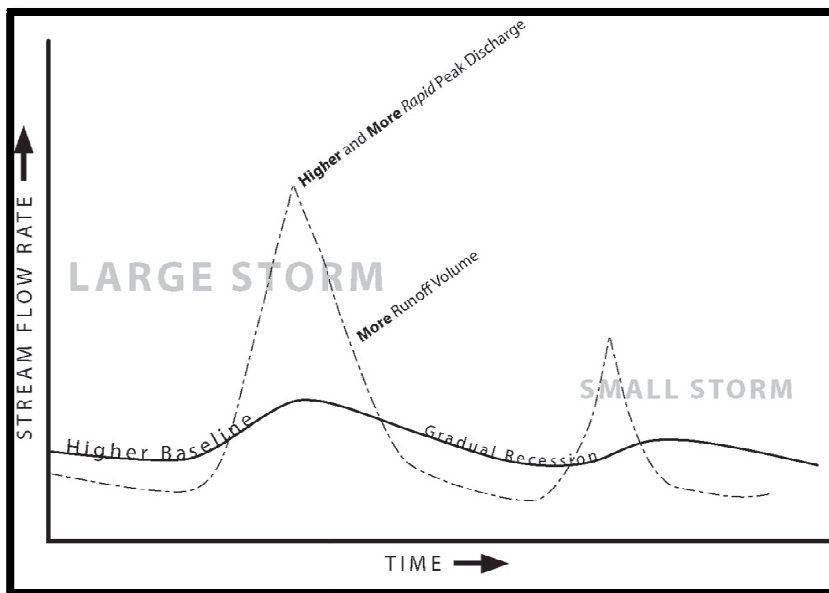 Higher and More Rapid Peak Discharge
LARGE STORM
More Runoff Volume
SMALL STORM
Higher Baseline
Gradual Recession
STREAM FLOW RATE
TIME